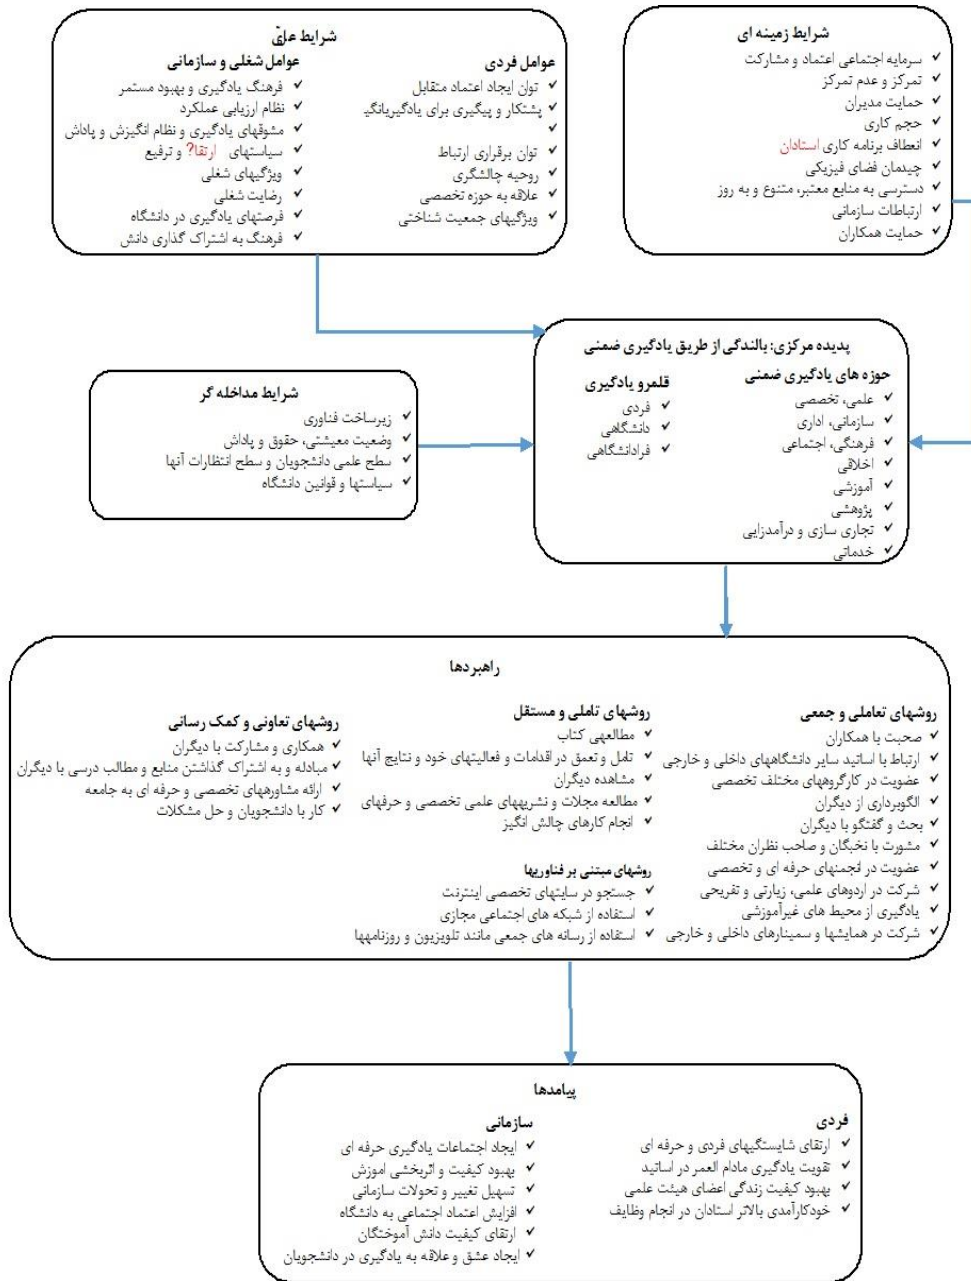 شرایط زمینه ای
سرمایه اجتماعی اعتماد و مشارکت
تمرکز و عدم تمرکز
حمایت مدیران
حجم کاری
انعطاف برنامه کاری استادان
چیدمان فضای فیزیکی
دسترسی به منابع معتبر، متنوع و به روز
ارتباطات سازمانی
حمایت همکاران
شرایط علّی
عوامل فردی
توان ایجاد اعتماد متقابل
پشتکار و پیگیری برای یادگیریانگیـ
توان برقراری ارتباط
روحیه چالشگری
علاقه به حوزه تخصصی
ویژگیهای جمعیت شناختی
عوامل شغلی و سازمانی
فرهنگ یادگیری و بهبود مستمر
نظام ارزیابی عملکرد
مشوقهای یادگیری و نظام انگیزش و پاداش
سیاستهای ارتقا? و ترفیع
ویژگیهای شغلی
رضایت شغلی
فرصتهای یادگیری در دانشگاه
فرهنگ به اشتراک گذاری دانش
پدیده مرکزی: بالندگی از طریق یادگیری ضمنی
حوزه های یادگیری ضمنی
علمی، تخصصی
سازمانی، اداری
فرهنگی، اجتماعی
اخلاقی
آموزشی
پژوهشی
تجاری سازی و درآمدزایی
خدماتی
قلمرو یادگیری
فردی
دانشگاهی
فرادانشگاهی
شرایط مداخله گر
زیرساخت فناوری
وضعیت معیشتی، حقوق و پاداش
سطح علمی دانشجویان و سطح انتظارات آنها
سیاستها و قوانین دانشگاه
راهبردها
روشهای تعاملی و جمعی
صحبت با همکاران
ارتباط با اساتید سایر دانشگاههای داخلی و خارجی
عضویت در کارگروههای مختلف تخصصی
الگوبرداری از دیگران
بحث و گفتگو با دیگران
مشورت با نخبگان و صاحب نظران مختلف
عضویت در انجمنهای حرفه ای و تخصصی
شرکت در اردوهای علمی، زیارتی و تفریحی
یادگیری از محیط های غیرآموزشی
شرکت در همایشها و سمینارهای داخلی و خارجی
روشهای تاملی و مستقل
مطالعهی کتاب
تامل و تعمق در اقدامات و فعالیتهای خود و نتایج آنها
مشاهده دیگران
مطالعه مجلات و نشریههای علمی تخصصی و حرفهای
انجام کارهای چالش انگیز
روشهای مبتنی بر فناوریها
جستجو در سایتهای تخصصی اینترنت
استفاده از شبکه های اجتماعی مجازی
استفاده از رسانه های جمعی مانند تلویزیون و روزنامهها
روشهای تعاونی و کمک رسانی
همکاری و مشارکت با دیگران
مبادله و به اشتراک گذاشتن منابع و مطالب درسی با دیگران
ارائه مشاورههای تخصصی و حرفه ای به جامعه
کار با دانشجویان و حل مشکلات
پیامدها
فردی
ارتقای شایستگیهای فردی و حرفه ای
تقویت یادگیری مادام العمر در اساتید
بهبود کیفیت زندگی اعضای هیئت علمی
خودکارآمدی بالاتر استادان در انجام وظایف
سازمانی
ایجاد اجتماعات یادگیری حرفه ای
بهبود کیفیت و اثربخشی اموزش
تسهیل تغییر و تحولات سازمانی
افزایش اعتماد اجتماعی به دانشگاه
ارتقای کیفیت دانش آموختگان
ایجاد عشق و علاقه به یادگیری در دانشجویان